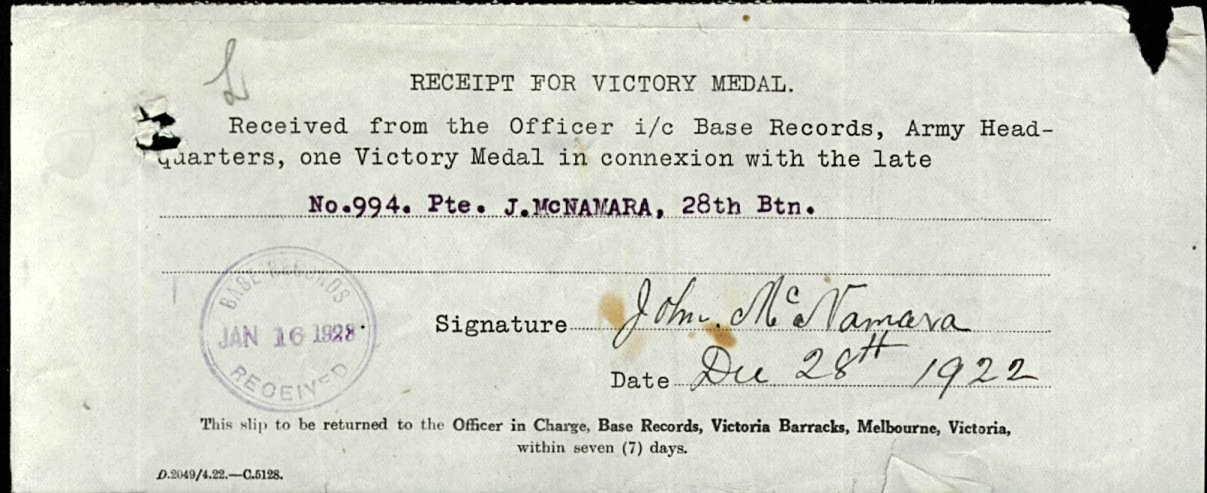 RECEIPT FOR VICTORY MEDAL.
Received from the Officer i/c Base Records, Army Head-
quarters, one Victory Medal in connexion with the late
No.994. Pte. J.McNAMARA, 28th Btn.
BASE RECORDS
JAN 16 1923
RECEIVED
Signature John McNamara
Date Dec 28th 1922
This slip to be returned to the Officer in Charge, Base Records, Victoria Barracks, Melbourne, Victoria,
within seven (7) days.
D.2049/4.22.—C.5128.